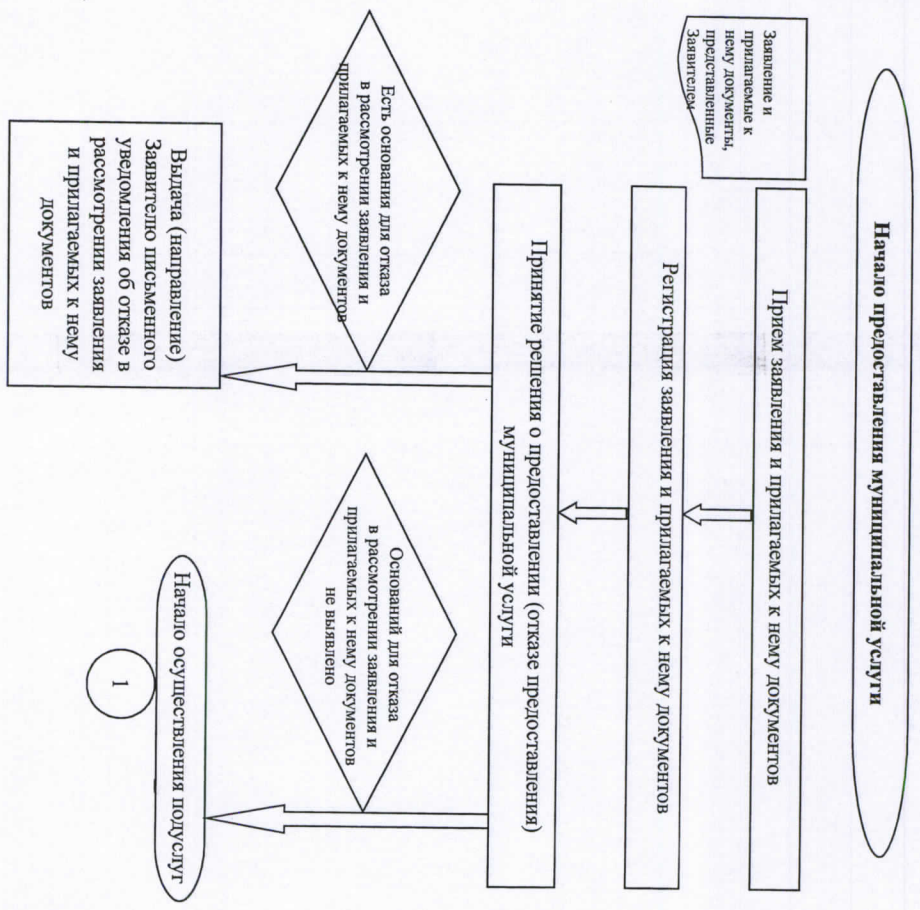 Начало предоставления муниципальной услуги
Заявление и
прилагаемые к
нему документы,
представленные
Заявителем
Прием заявления и прилагаемых к нему документов
Регистрация заявления и прилагаемых к нему документов
Принятие решения о предоставлении (отказе предоставления)
муниципальной услуги
Есть основания для отказа
в рассмотрении заявления и
прилагаемых к нему документов
Оснований для отказа
в рассмотрении заявления и
прилагаемых к нему документов
не выявлено
Выдача (направление)
Заявителю письменного
уведомления об отказе в
рассмотрении заявления
и прилагаемых к нему
документов
Начало осуществления подуслуг
1